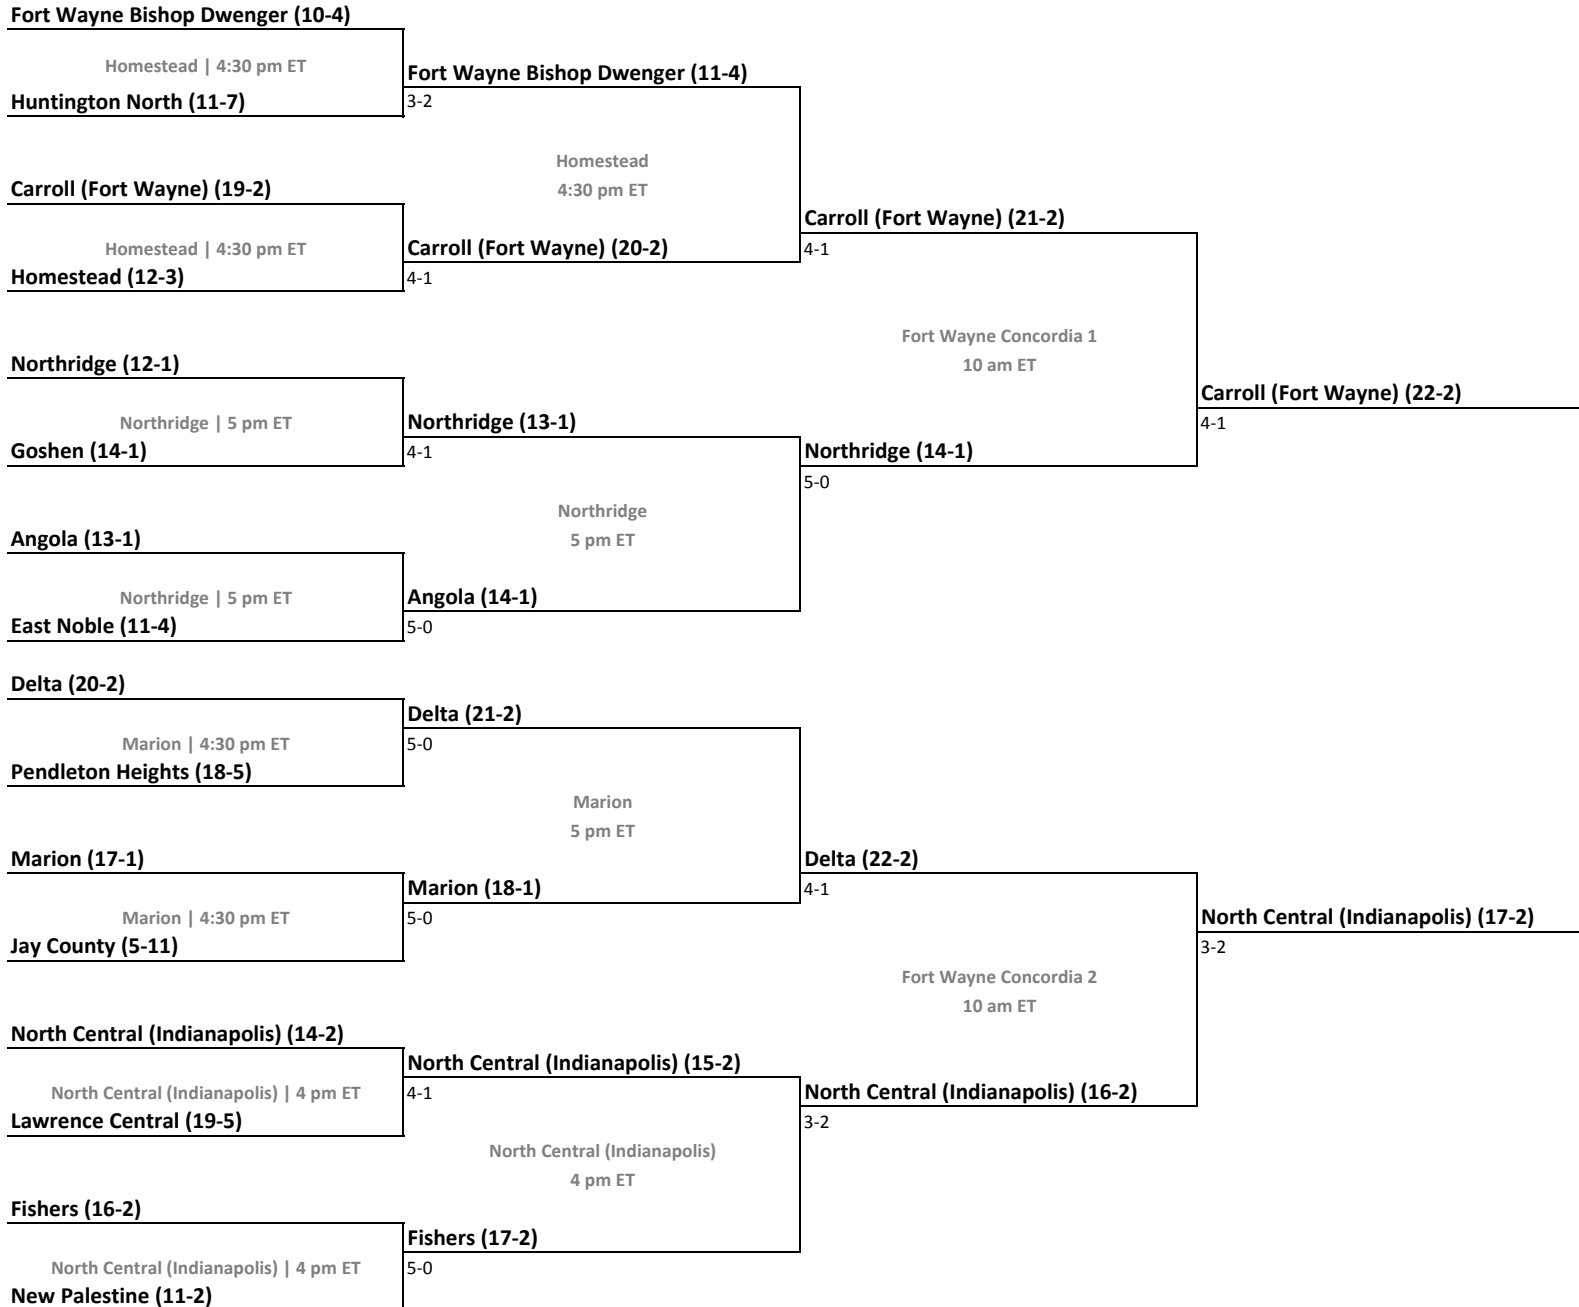 Fort Wayne Bishop Dwenger (10-4)
Homestead | 4:30 pm ET
Huntington North (11-7)
Fort Wayne Bishop Dwenger (11-4)
3-2
Homestead
4:30 pm ET
Carroll (Fort Wayne) (19-2)
Homestead | 4:30 pm ET
Homestead (12-3)
Carroll (Fort Wayne) (20-2)
4-1
Carroll (Fort Wayne) (21-2)
4-1
Fort Wayne Concordia 1
10 am ET
Northridge (12-1)
Northridge | 5 pm ET
Goshen (14-1)
Northridge (13-1)
4-1
Northridge
5 pm ET
Northridge (14-1)
5-0
Carroll (Fort Wayne) (22-2)
4-1
Angola (13-1)
Northridge | 5 pm ET
East Noble (11-4)
Angola (14-1)
5-0
Delta (20-2)
Marion | 4:30 pm ET
Pendleton Heights (18-5)
Delta (21-2)
5-0
Marion
5 pm ET
Marion (17-1)
Marion | 4:30 pm ET
Jay County (5-11)
Marion (18-1)
5-0
Delta (22-2)
4-1
Fort Wayne Concordia 2
10 am ET
North Central (Indianapolis) (17-2)
3-2
North Central (Indianapolis) (14-2)
North Central (Indianapolis) | 4 pm ET
Lawrence Central (19-5)
North Central (Indianapolis) (15-2)
4-1
North Central (Indianapolis)
4 pm ET
North Central (Indianapolis) (16-2)
3-2
Fishers (16-2)
North Central (Indianapolis) | 4 pm ET
New Palestine (11-2)
Fishers (17-2)
5-0